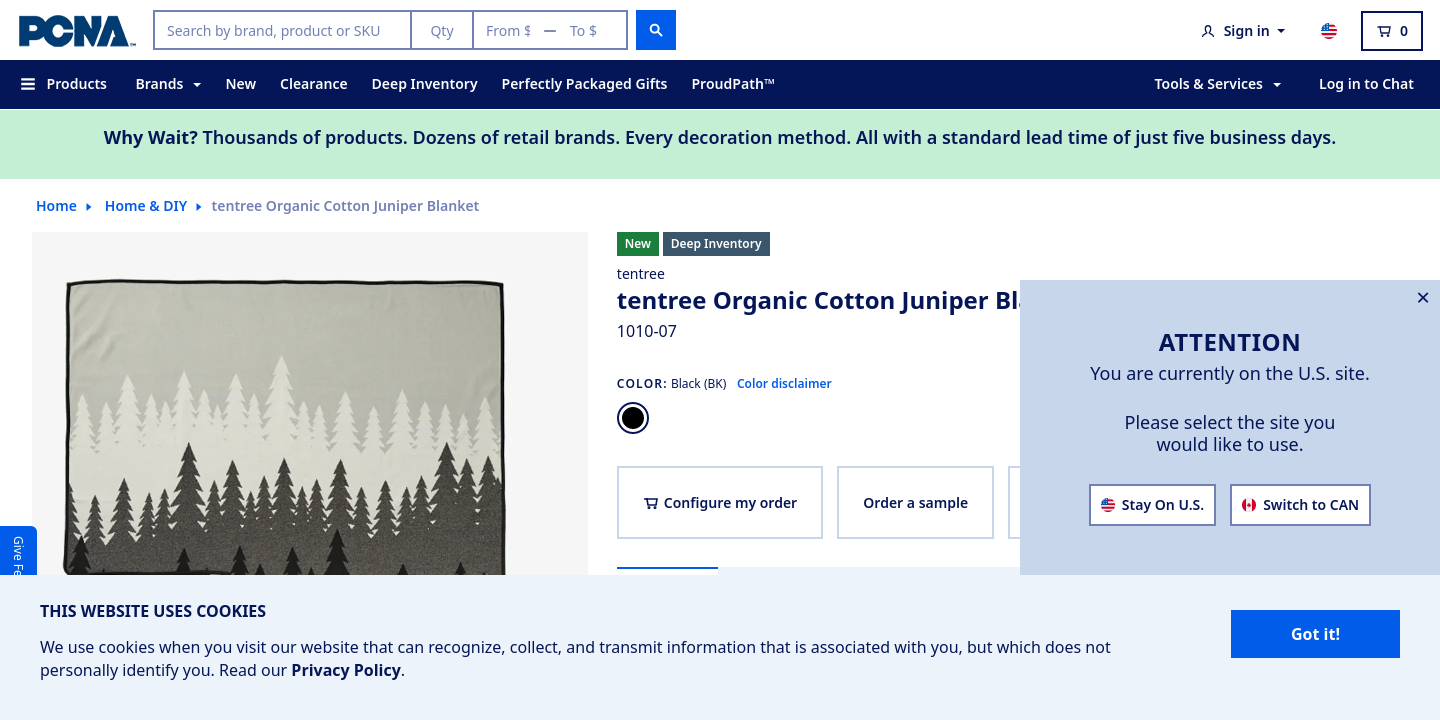 PCNA™
Search by brand, product or SKU
Qty
From $ — To $
Sign in
0
Products
Brands
New
Clearance
Deep Inventory
Perfectly Packaged Gifts
ProudPath™
Tools & Services
Log in to Chat
Why Wait? Thousands of products. Dozens of retail brands. Every decoration method. All with a standard lead time of just five business days.
Home
Home & DIY
tentree Organic Cotton Juniper Blanket
New
Deep Inventory
tentree
tentree Organic Cotton Juniper
1010-07
COLOR: Black (BK) Color disclaimer
Configure my order
Order a sample
ATTENTION
You are currently on the U.S. site.
Please select the site you
would like to use.
Stay On U.S.
Switch to CAN
Give
THIS WEBSITE USES COOKIES
We use cookies when you visit our website that can recognize, collect, and transmit information that is associated with you, but which does not
personally identify you. Read our Privacy Policy.
Got it!